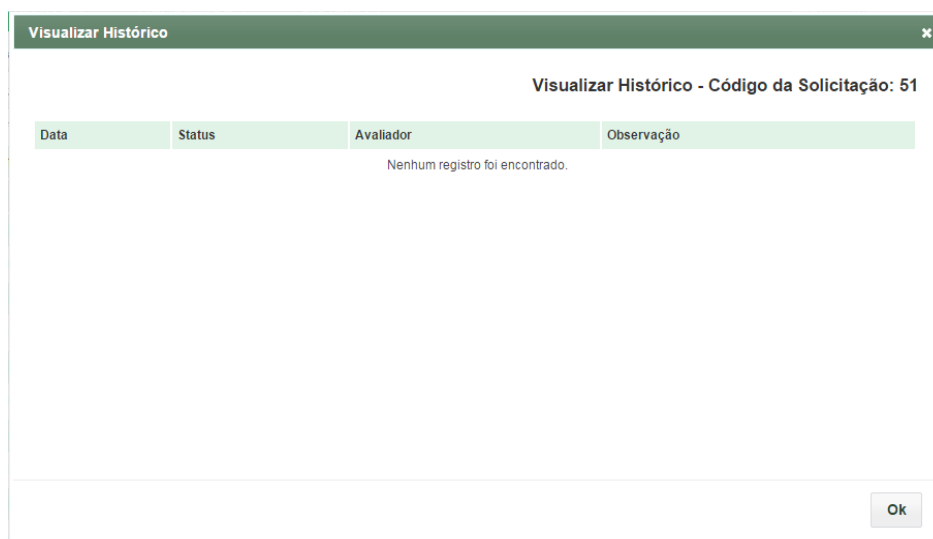 Visualizar Histórico x
Visualizar Histórico - Código da Solicitação: 51
Data Status Avaliador Observação
Nenhum registro foi encontrado.
Ok